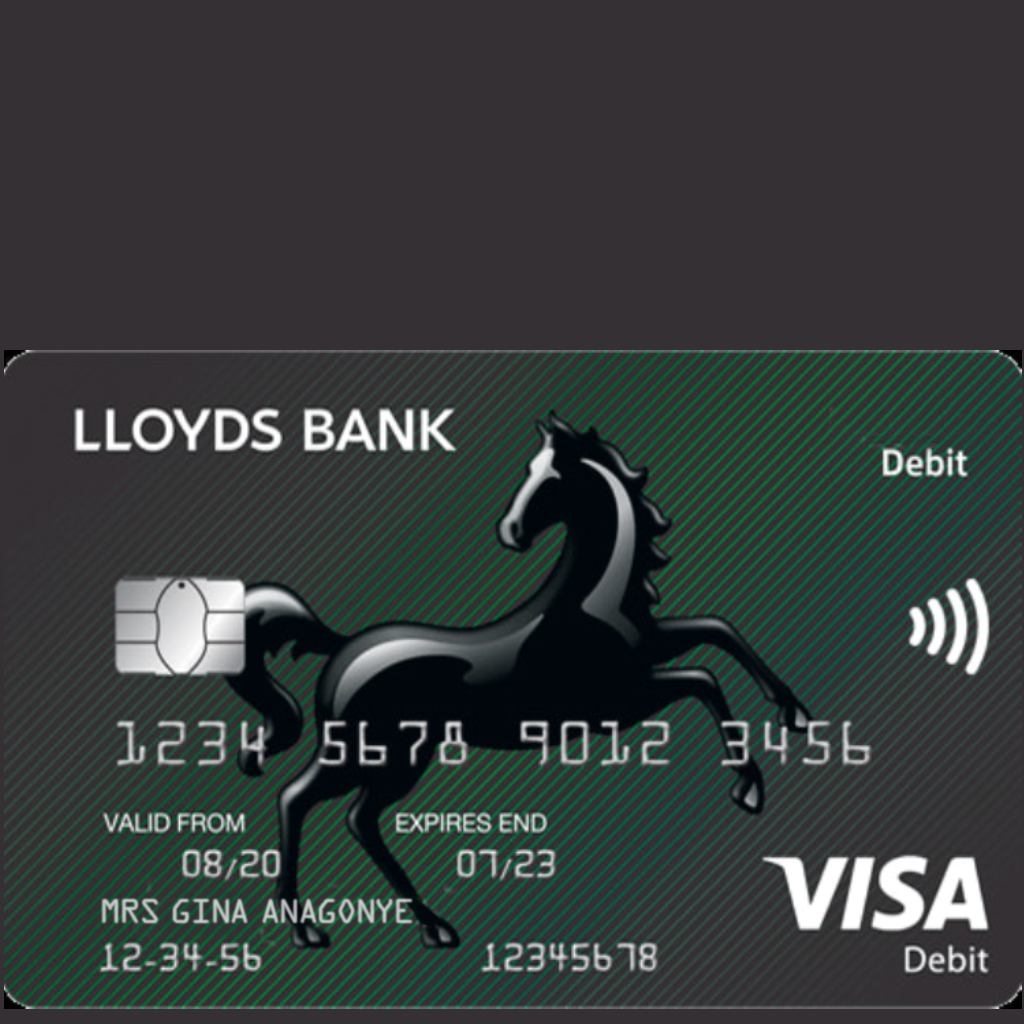 LLOYDS BANK
Debit
1234 5678 9012 3456
VALID FROM EXPIRES END
08/20 07/23
MRS GINA ANAGONYE
12-34-56 12345678
VISA
Debit